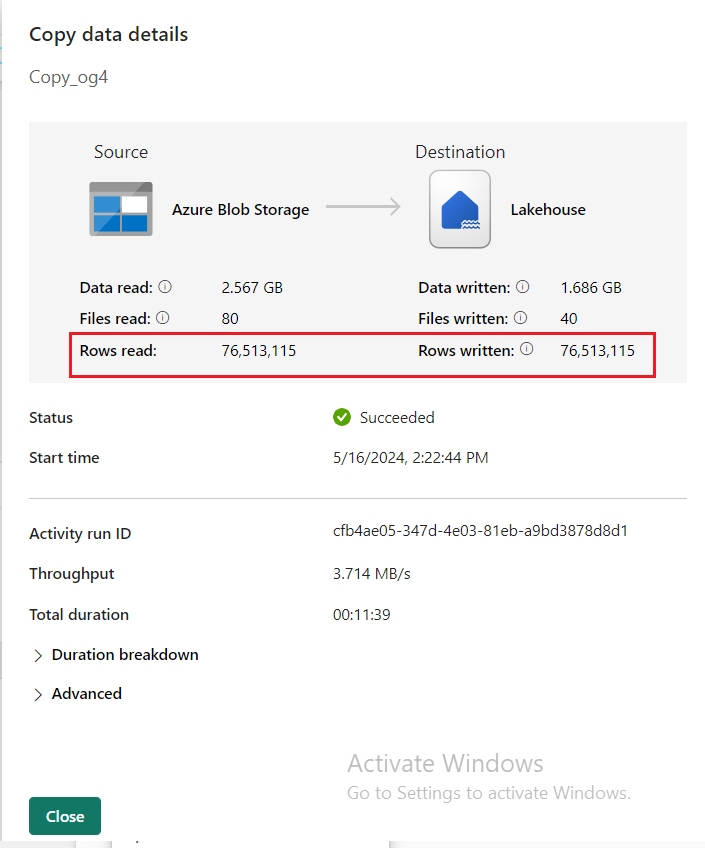 Copy data details
Copy_og4
Source Destination
Azure Blob Storage Lakehouse
Data read: 2.567 GB Data written: 1.686 GB
Files read: 80 Files written: 40
Rows read: 76,513,115 Rows written: 76,513,115
Status Succeeded
Start time 5/16/2024, 2:22:44 PM
Activity run ID cfb4ae05-347d-4e03-81eb-a9bd3878d8d1
Throughput 3.714 MB/s
Total duration 00:11:39
Duration breakdown
Advanced
Activate Windows
Go to Settings to activate Windows.
Close